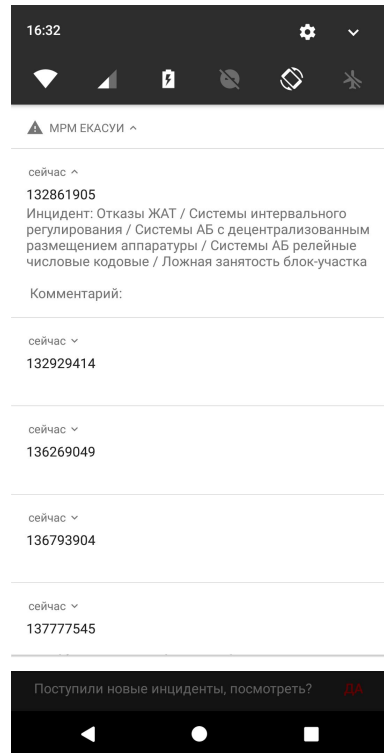 16:32
МРМ ЕКАСУИ
сейчас
132861905
Инцидент: Отказы ЖАТ / Системы интервального
регулирования / Системы АБ с децентрализованным
размещением аппаратуры / Системы АБ релейные
числовые кодовые / Ложная занятость блок-участка
Комментарий:
сейчас
132929414
сейчас
136269049
сейчас
136793904
сейчас
137777545
Поступили новые инциденты, посмотреть? ДА